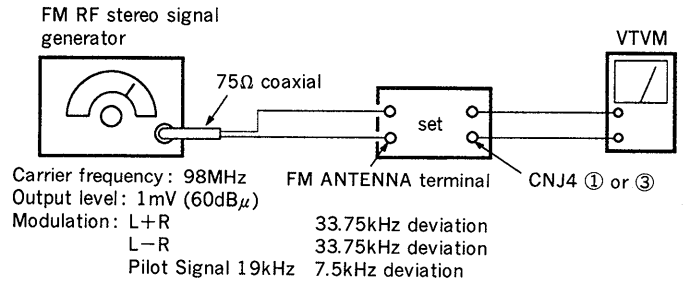 FM RF stereo signal
generator
VTVM
75Ω coaxial
set
Carrier frequency: 98MHz
FM ANTENNA terminal
CNJ4 ① or ③
Output level: 1mV (60dBμ)
Modulation: L+R 33.75kHz deviation
L−R 33.75kHz deviation
Pilot Signal 19kHz 7.5kHz deviation